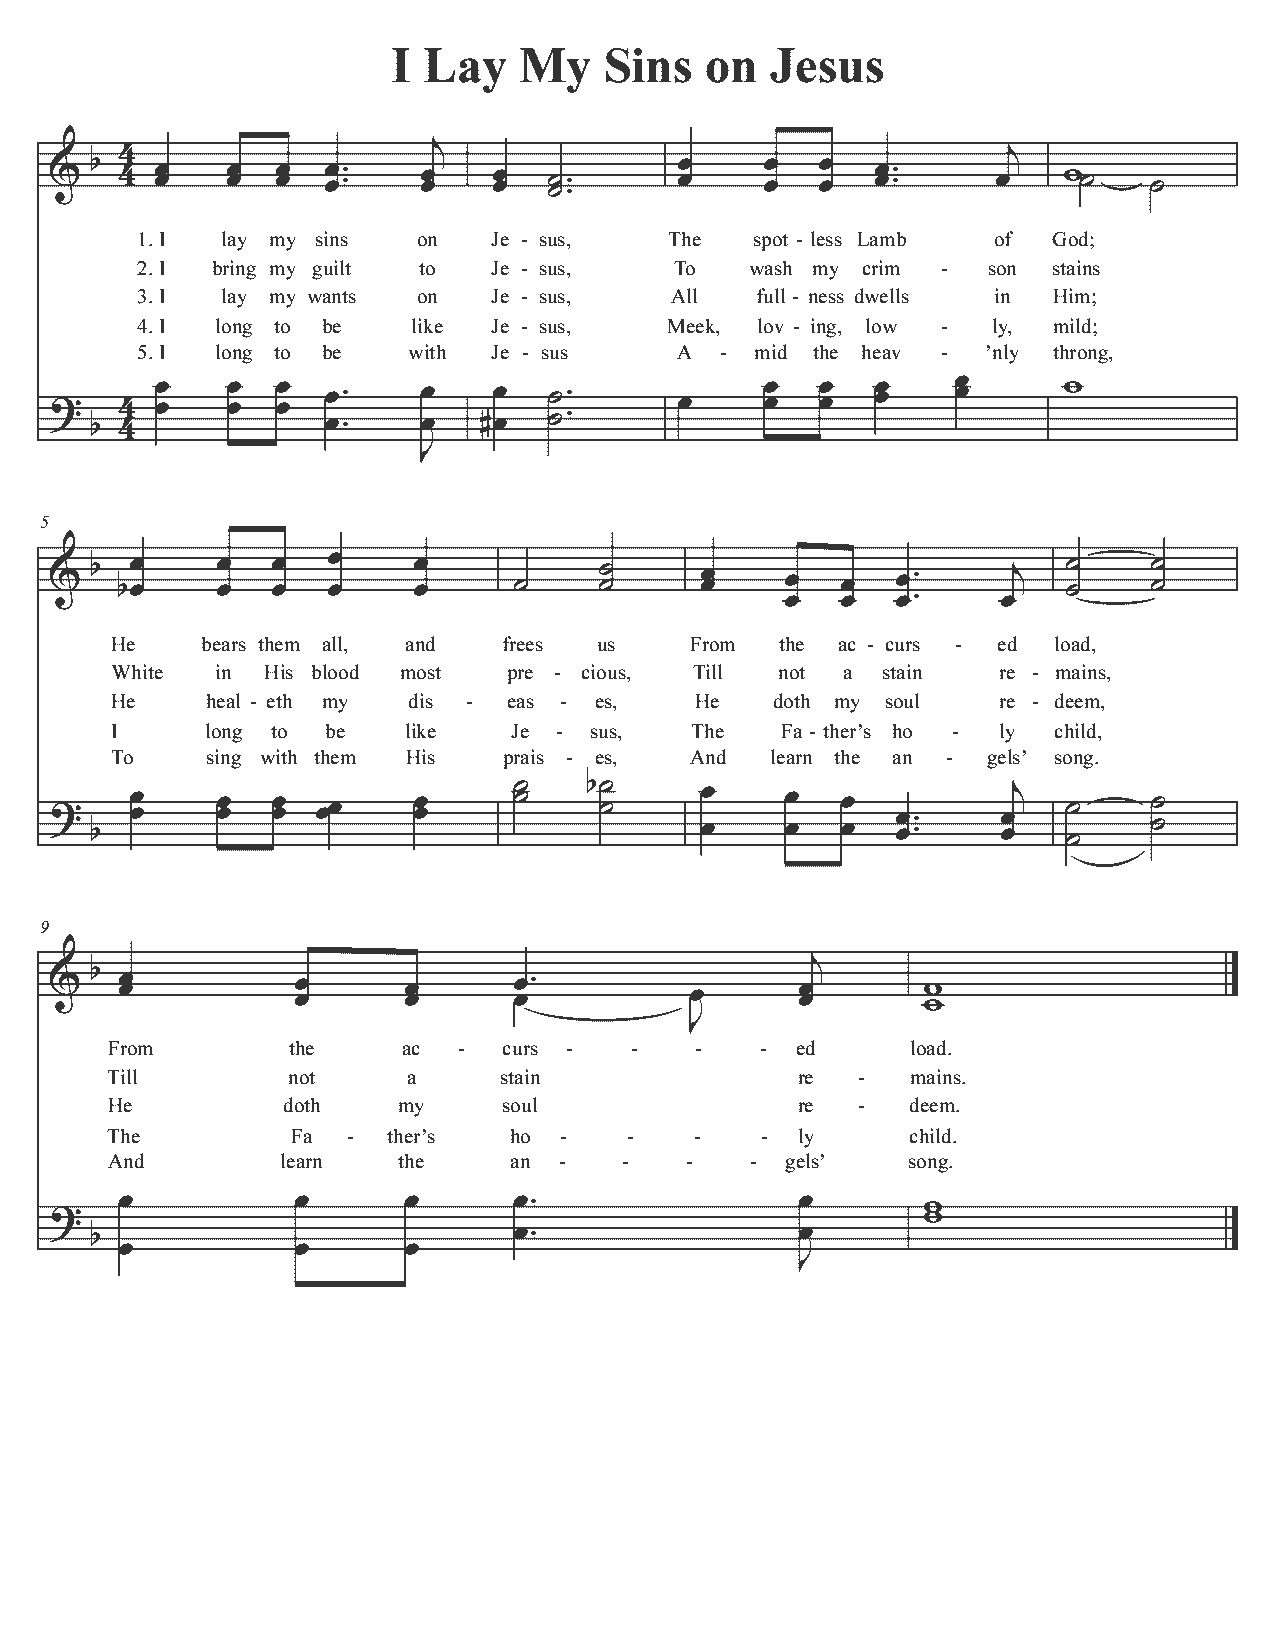 I Lay My Sins on Jesus
1. I lay my sins on Je - sus, The spot - less Lamb of God;
2. I bring my guilt to Je - sus, To wash my crim - son stains
3. I lay my wants on Je - sus, All full - ness dwells in Him;
4. I long to be like Je - sus, Meek, lov - ing, low - ly, mild;
5. I long to be with Je - sus A - mid the heav - ’nly throng,
5
He bears them all, and frees us From the ac - curs - ed load,
White in His blood most pre - cious, Till not a stain re - mains,
He heal - eth my dis - eas - es, He doth my soul re - deem,
I long to be like Je - sus, The Fa - ther’s ho - ly child,
To sing with them His prais - es, And learn the an - gels’ song.
9
From the ac - curs - - - - ed load.
Till not a stain re - mains.
He doth my soul re - deem.
The Fa - ther’s ho - - - - ly child.
And learn the an - - - - gels’ song.